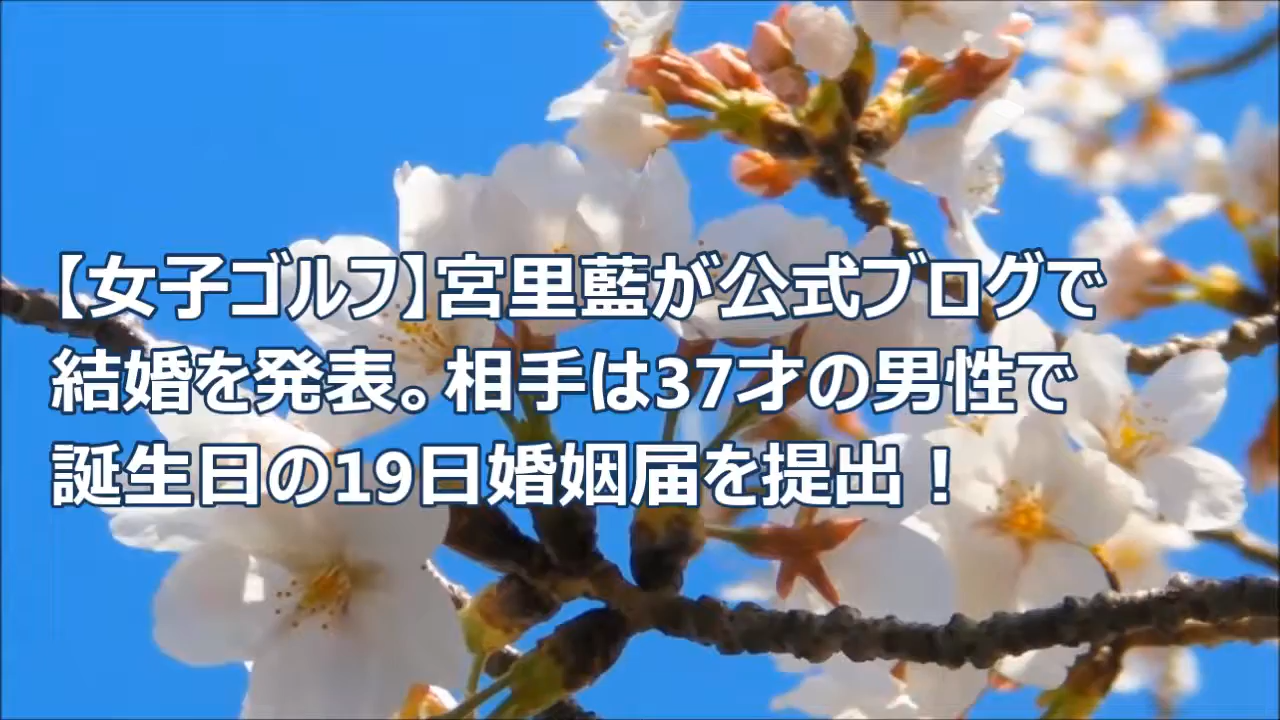 【女子ゴルフ】宮里藍が公式ブログで
結婚を発表。相手は37才の男性で
誕生日の19日婚姻届を提出！